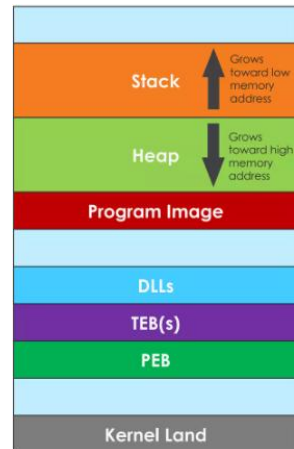 Stack
Grows
toward low
memory
address
Heap
Grows
toward high
memory
address
Program Image
DLLs
TEB(s)
PEB
Kernel Land